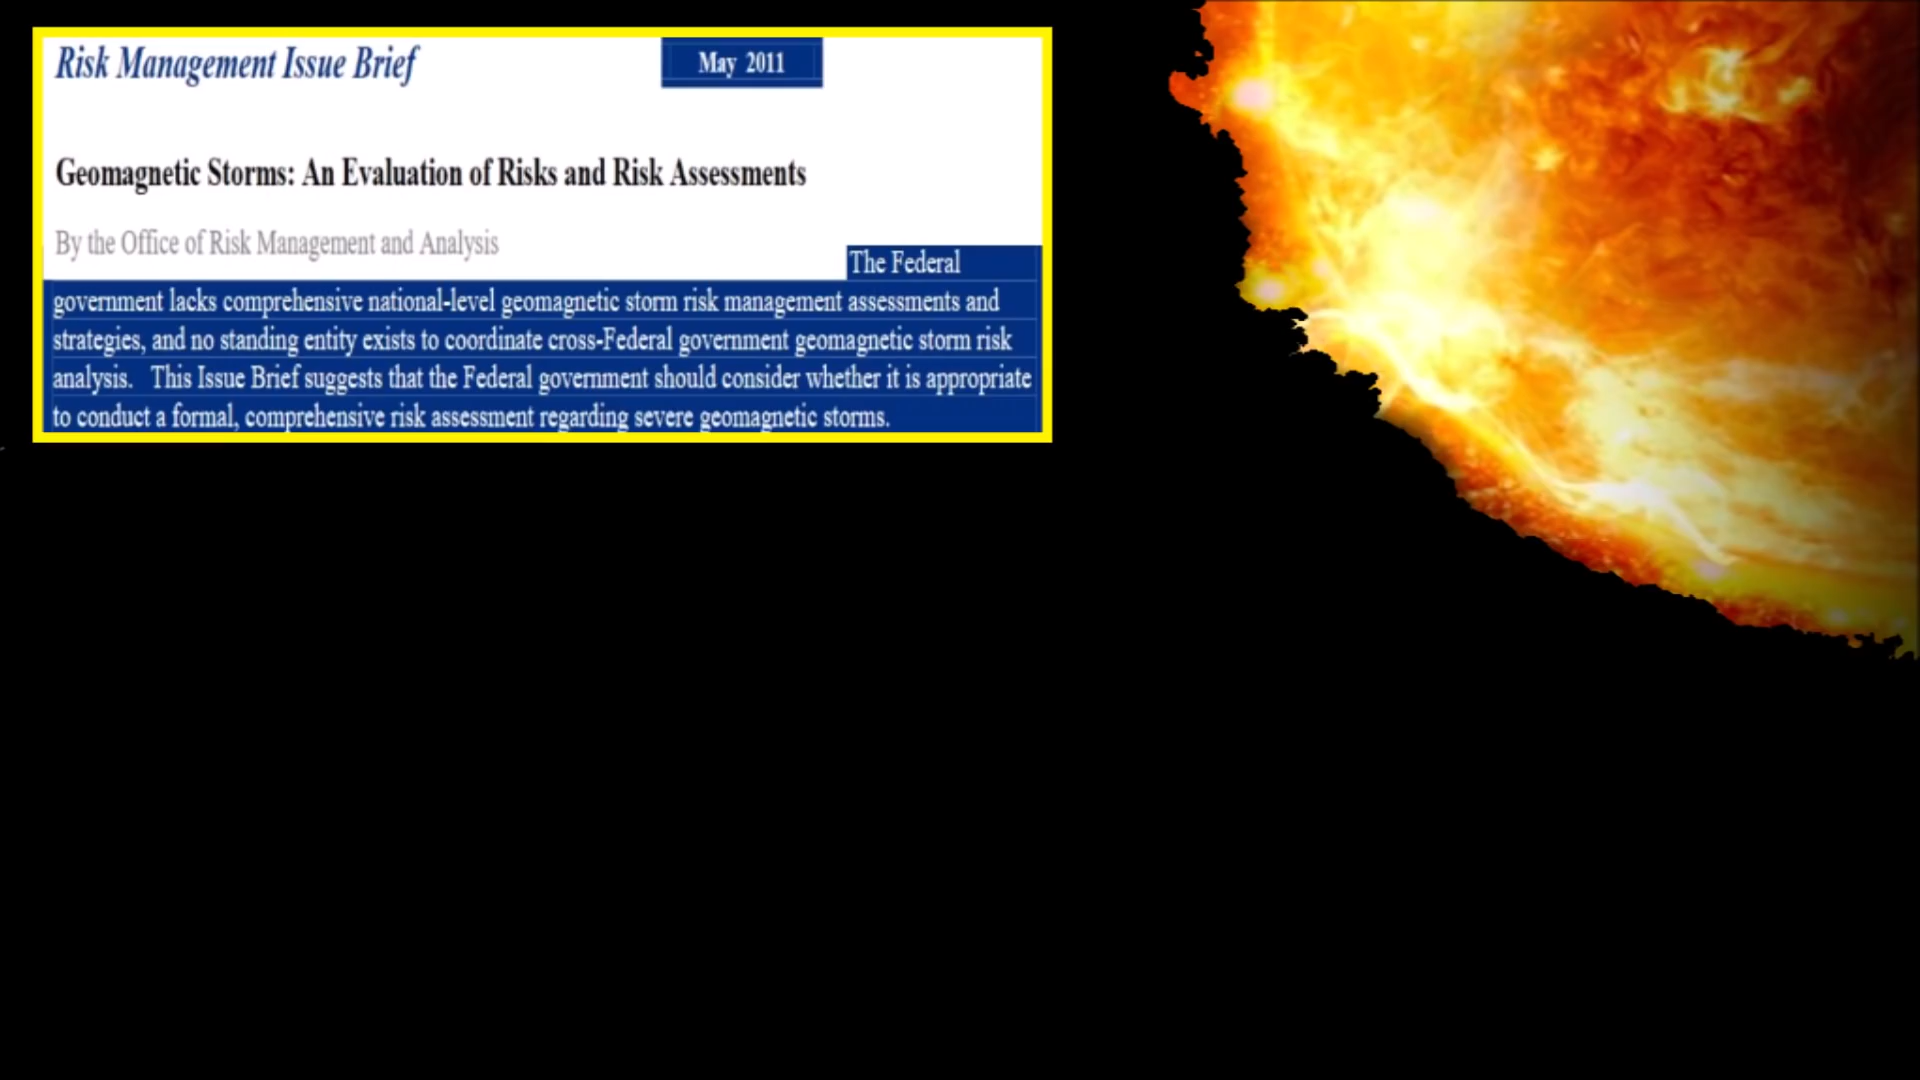 Risk Management Issue Brief
May 2011
Geomagnetic Storms: An Evaluation of Risks and Risk Assessments
By the Office of Risk Management and Analysis
The Federal
government lacks comprehensive national-level geomagnetic storm risk management assessments and
strategies, and no standing entity exists to coordinate cross-Federal government geomagnetic storm risk
analysis. This Issue Brief suggests that the Federal government should consider whether it is appropriate
to conduct a formal, comprehensive risk assessment regarding severe geomagnetic storms.